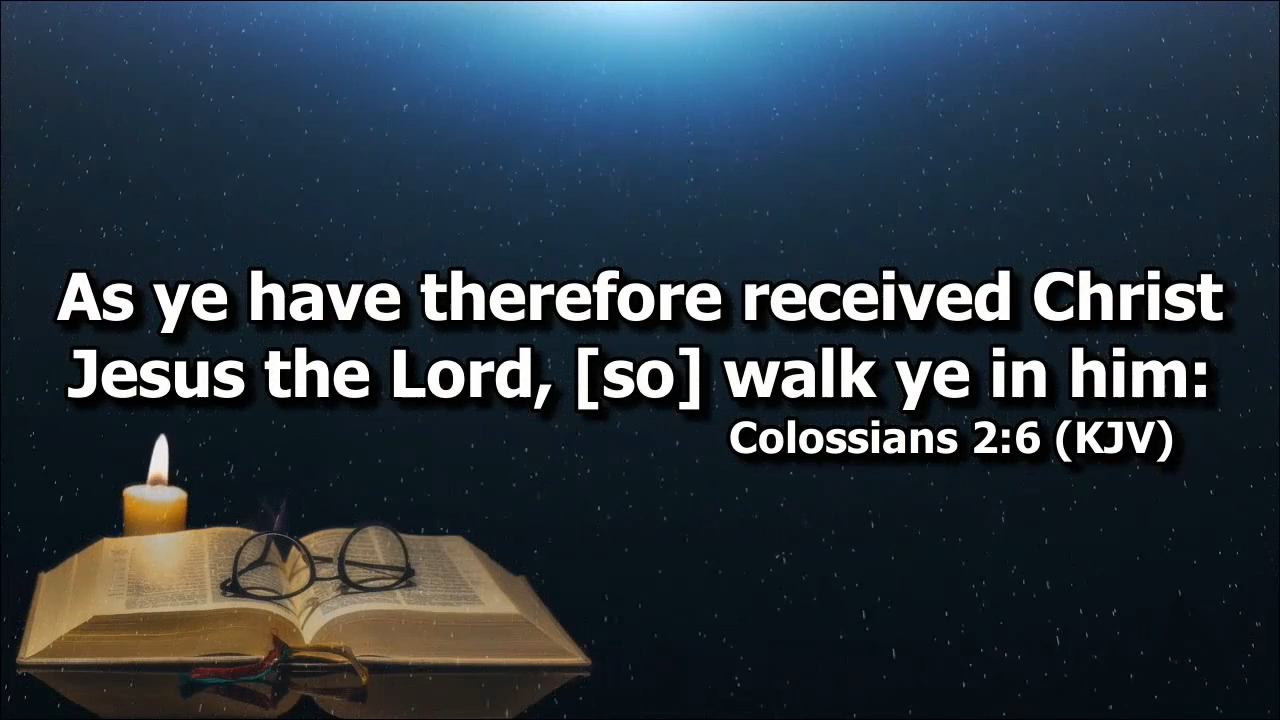 As ye have therefore received Christ
Jesus the Lord, [so] walk ye in him:
Colossians 2:6 (KJV)